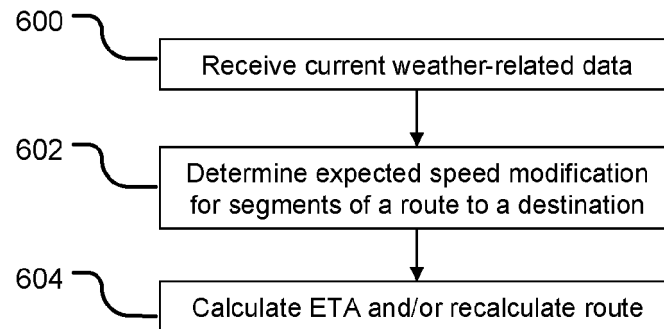 600
Receive current weather-related data
602
Determine expected speed modification
for segments of a route to a destination
604
Calculate ETA and/or recalculate route